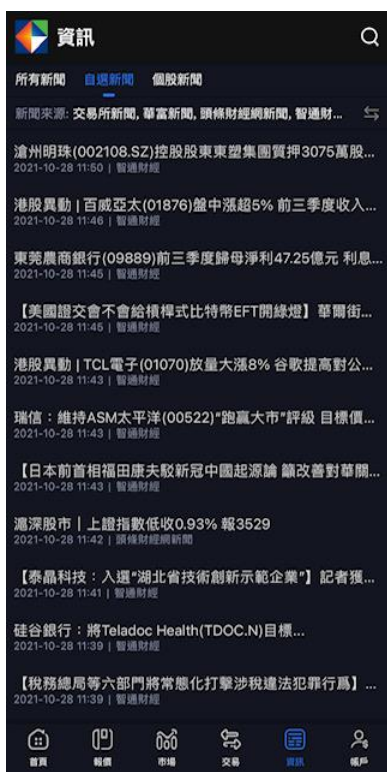 資訊
所有新聞 自選新聞 個股新聞
新聞來源: 交易所新聞, 華富新聞, 頭條財經網新聞, 智通財...
滄州明珠(002108.SZ)控股股東東塑集團質押3075萬股...
2021-10-28 11:50 | 智通財經
港股異動 | 百威亞太(01876)盤中漲超5% 前三季度收入...
2021-10-28 11:46 | 智通財經
東莞農商銀行(09889)前三季度歸母淨利47.25億元 利息...
2021-10-28 11:45 | 智通財經
【美國證交會不會給槓桿式比特幣EFT開綠燈】華爾街...
2021-10-28 11:45 | 智通財經
港股異動 | TCL電子(01070)放量大漲8% 谷歌提高對公...
2021-10-28 11:43 | 智通財經
瑞信：維持ASM太平洋(00522)“跑贏大市”評級 目標價...
2021-10-28 11:43 | 智通財經
【日本前首相福田康夫駁新冠中國起源論 籲改善對華關...
2021-10-28 11:43 | 智通財經
滬深股市｜上證指數低收0.93% 報3529
2021-10-28 11:42 | 頭條財經網新聞
【泰晶科技：入選“湖北省技術創新示範企業”】記者獲...
2021-10-28 11:41 | 智通財經
硅谷銀行：將Teladoc Health(TDOC.N)目標...
2021-10-28 11:39 | 智通財經
【稅務總局等六部門將常態化打擊涉稅違法犯罪行爲】...
2021-10-28 11:39 | 智通財經
首頁 報價 市場 交易 資訊 帳戶